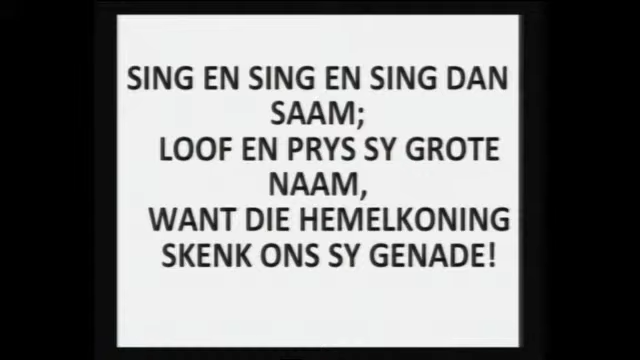 SING EN SING EN SING DAN
SAAM;
LOOF EN PRYS SY GROTE
NAAM,
WANT DIE HEMELKONING
SKENK ONS SY GENADE!